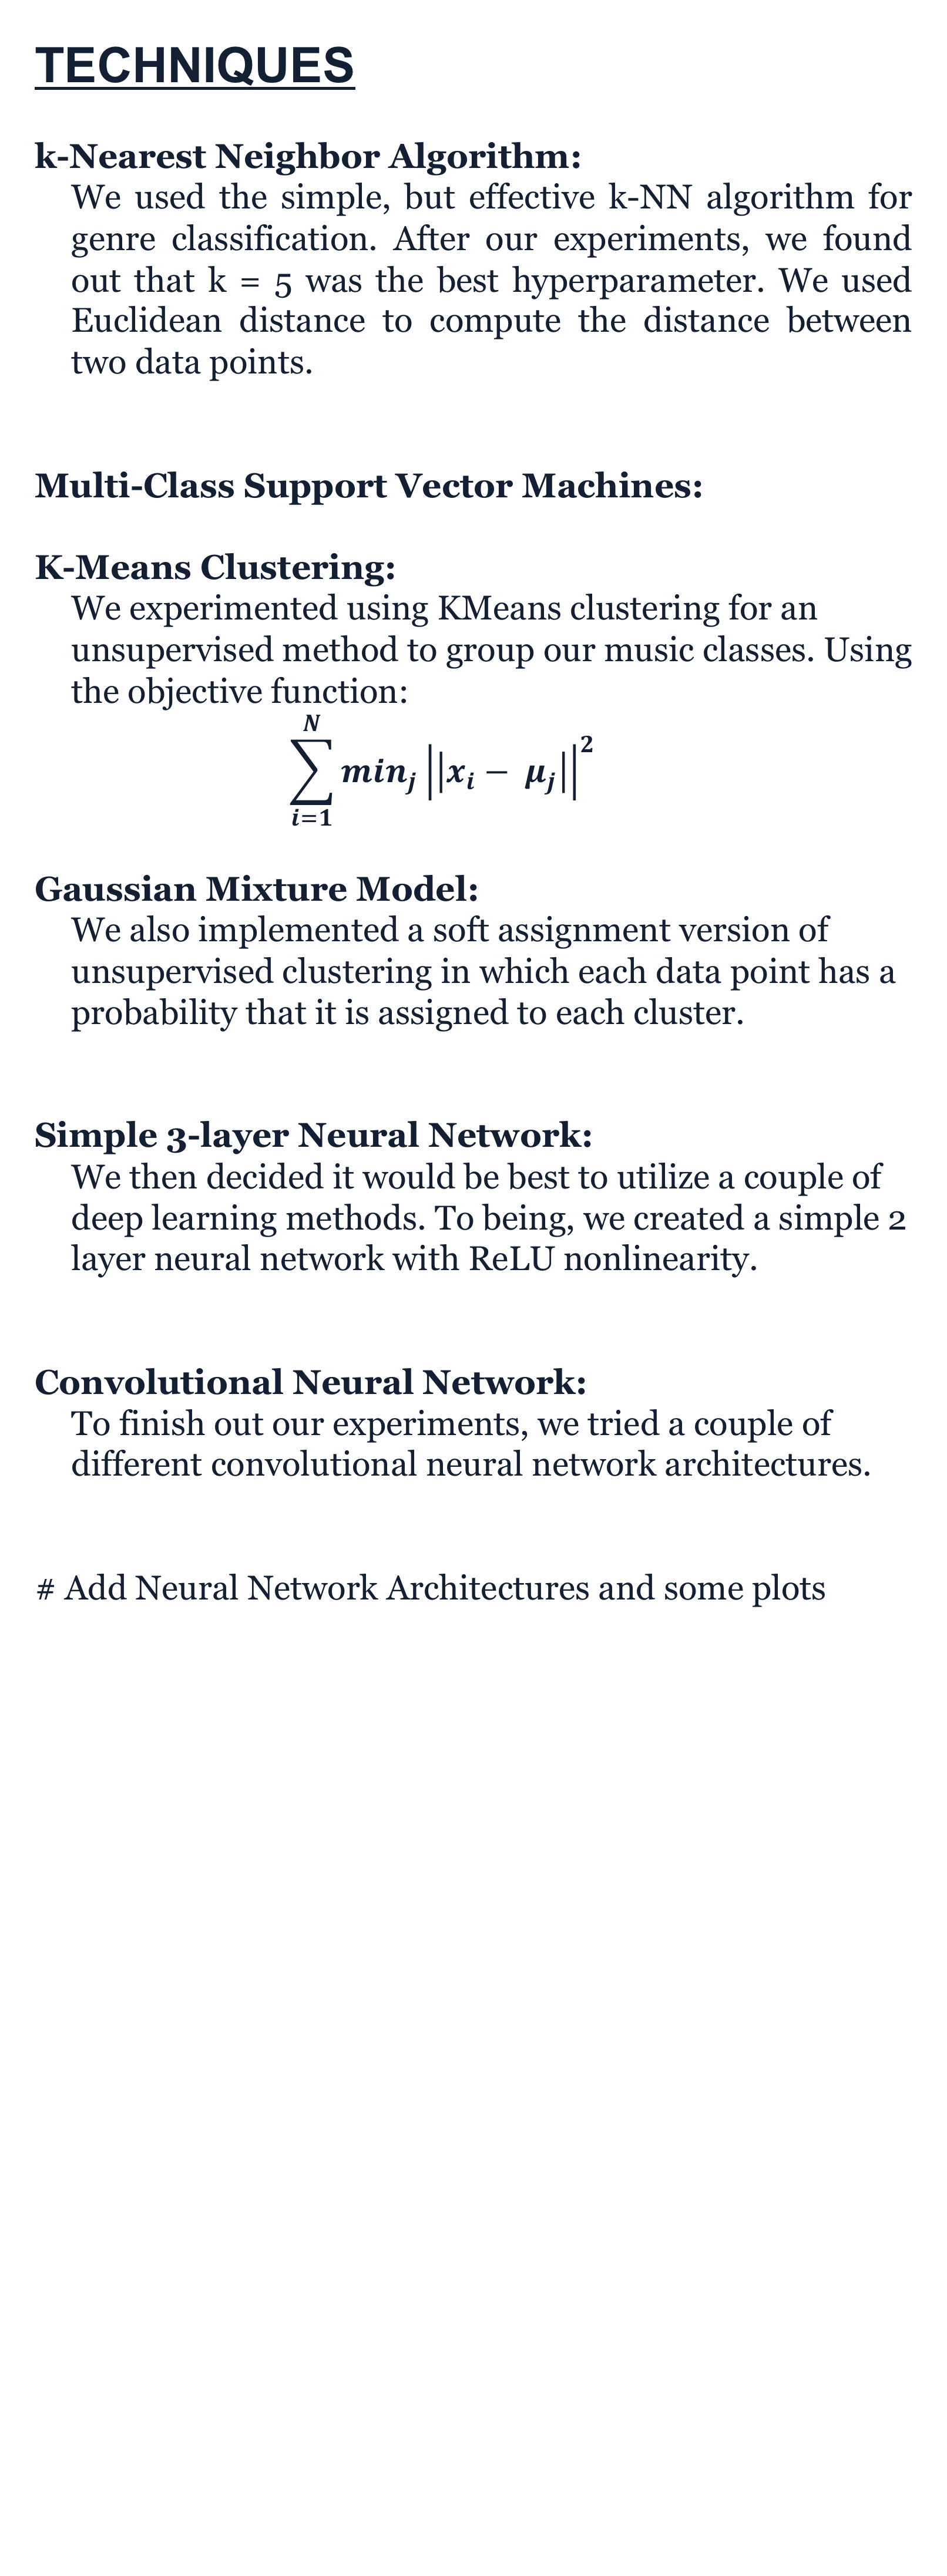 TECHNIQUES
k-Nearest Neighbor Algorithm:
We used the simple, but effective k-NN algorithm for
genre classification. After our experiments, we found
out that k = 5 was the best hyperparameter. We used
Euclidean distance to compute the distance between
two data points.
Multi-Class Support Vector Machines:
K-Means Clustering:
We experimented using KMeans clustering for an
unsupervised method to group our music classes. Using
the objective function:
∑_{i=1}^{N} min_j ||x_i − μ_j||^2
Gaussian Mixture Model:
We also implemented a soft assignment version of
unsupervised clustering in which each data point has a
probability that it is assigned to each cluster.
Simple 3-layer Neural Network:
We then decided it would be best to utilize a couple of
deep learning methods. To being, we created a simple 2
layer neural network with ReLU nonlinearity.
Convolutional Neural Network:
To finish out our experiments, we tried a couple of
different convolutional neural network architectures.
# Add Neural Network Architectures and some plots